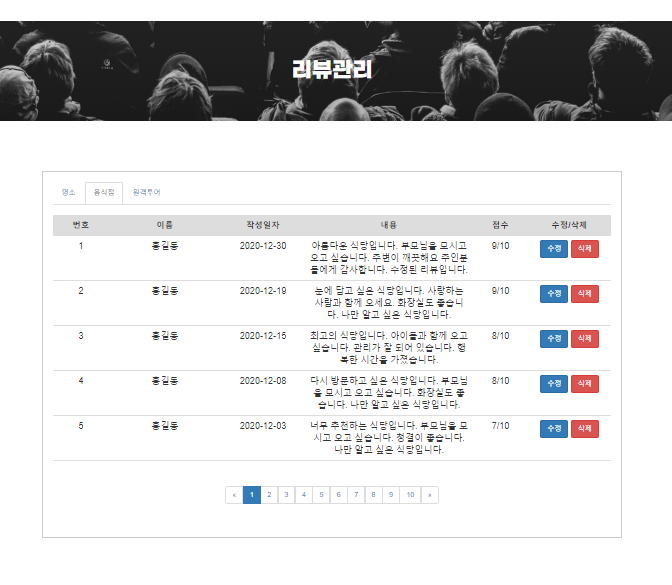 리뷰관리
명소 음식점 원격투어
번호 이름 작성일자 내용 점수 수정/삭제
1 홍길동 2020-12-30 아름다운 식당입니다. 부모님을 모시고 9/10 수정 삭제
오고 싶습니다. 주변이 깨끗해요 주인분
들에게 감사합니다. 수정된 리뷰입니다.
2 홍길동 2020-12-19 눈에 담고 싶은 식당입니다. 사랑하는 9/10 수정 삭제
사람과 함께 오세요. 화장실도 좋습니
다. 나만 알고 싶은 식당입니다.
3 홍길동 2020-12-15 최고의 식당입니다. 아이들과 함께 오고 8/10 수정 삭제
싶습니다. 관리가 잘 되어 있습니다. 행
복한 시간을 가졌습니다.
4 홍길동 2020-12-08 다시 방문하고 싶은 식당입니다. 부모님 8/10 수정 삭제
을 모시고 오고 싶습니다. 화장실도 좋
습니다. 나만 알고 싶은 식당입니다.
5 홍길동 2020-12-03 너무 추천하는 식당입니다. 부모님을 모 7/10 수정 삭제
시고 오고 싶습니다. 청결이 좋습니다.
나만 알고 싶은 식당입니다.
« 1 2 3 4 5 6 7 8 9 10 »